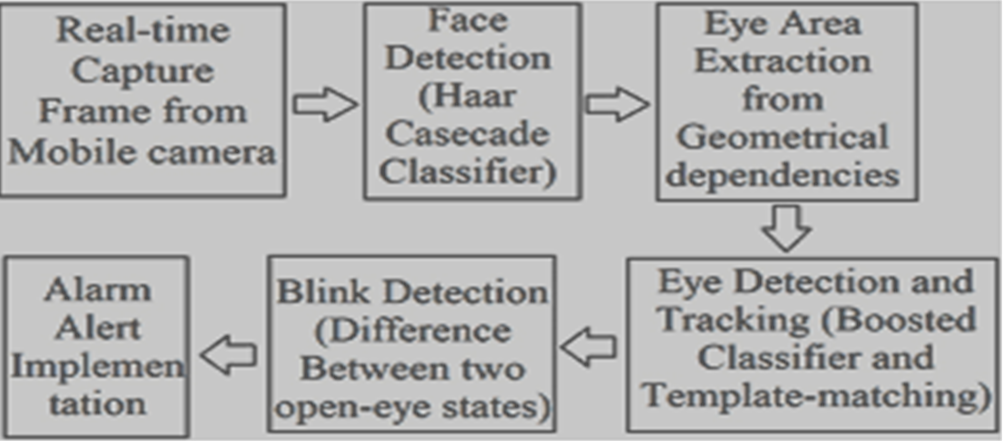 Real-time
Capture
Frame from
Mobile camera
Face
Detection
(Haar
Casecade
Classifier)
Eye Area
Extraction
from
Geometrical
dependencies
Eye Detection and
Tracking (Boosted
Classifier and
Template-matching)
Blink Detection
(Difference
Between two
open-eye states)
Alarm
Alert
Implemen
tation